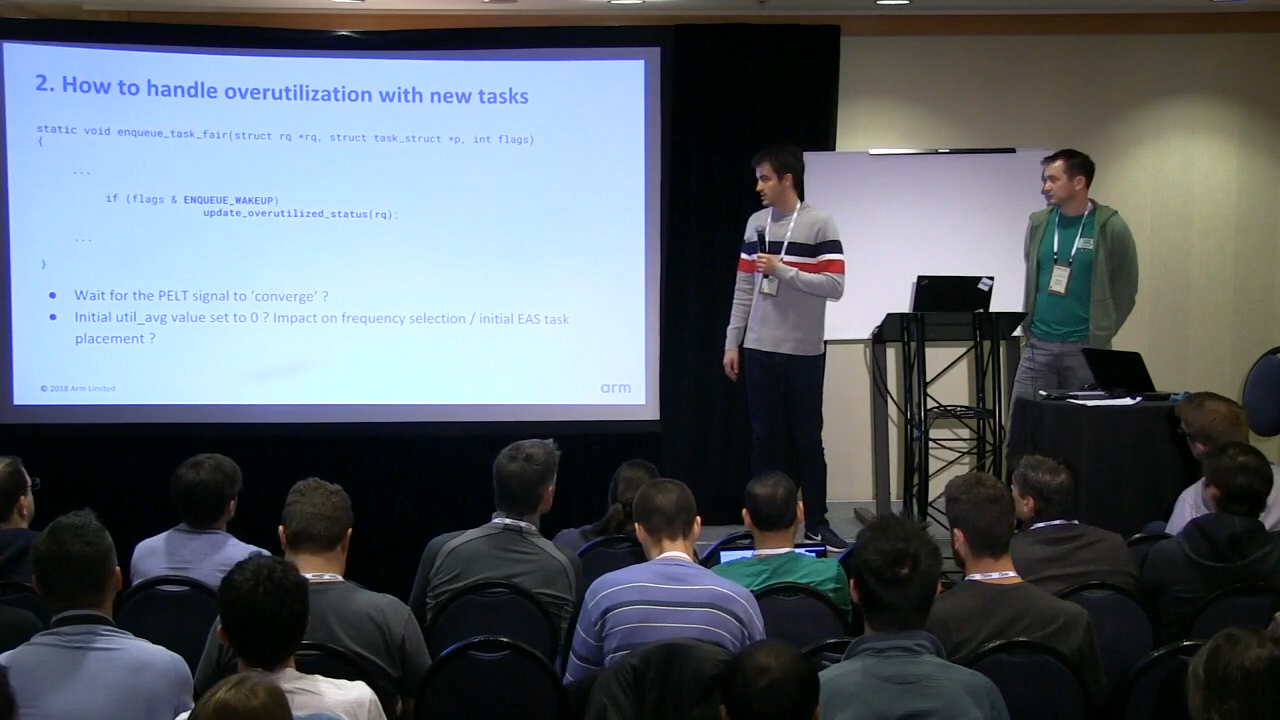 2. How to handle overutilization with new tasks
static void enqueue_task_fair(struct rq *rq, struct task_struct *p, int flags)
{
...
if (flags & ENQUEUE_WAKEUP)
update_overutilized_status(rq);
...
}
• Wait for the PELT signal to 'converge' ?
• Initial util_avg value set to 0 ? Impact on frequency selection / initial EAS task
placement ?
© 2018 Arm Limited
arm